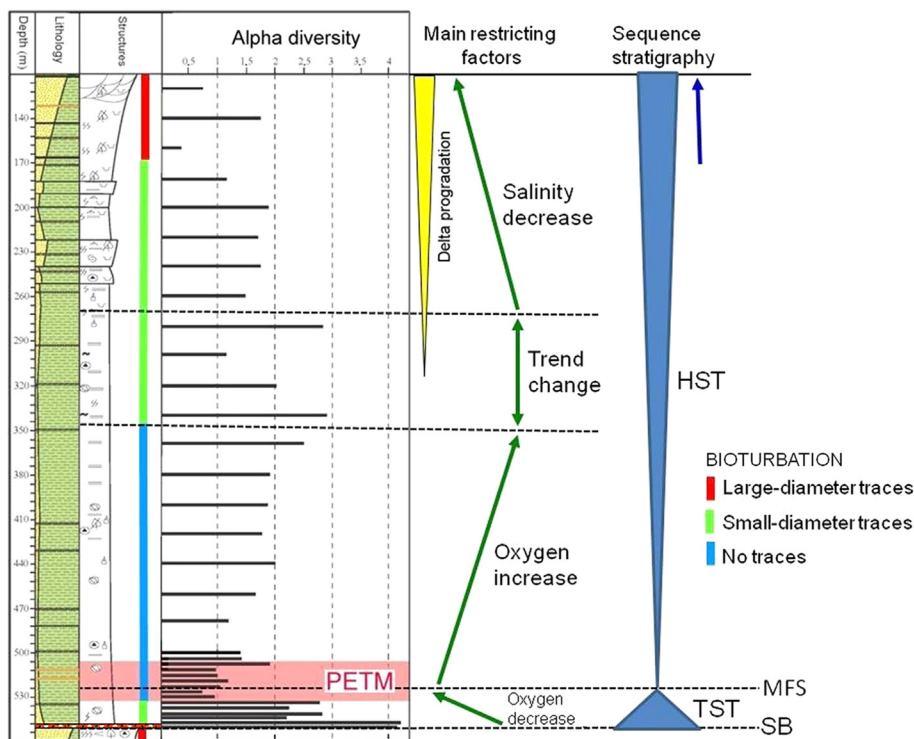 Depth (m)
Lithology
Structures
Alpha diversity
Main restricting
factors
Sequence
stratigraphy
0,5
1
1,5
2
2,5
3
3,5
4
140
170
200
230
260
290
320
350
380
410
440
470
500
530
Delta progradation
Salinity
decrease
Trend
change
Oxygen
increase
Oxygen
decrease
PETM
HST
MFS
TST
SB
BIOTURBATION
Large-diameter traces
Small-diameter traces
No traces